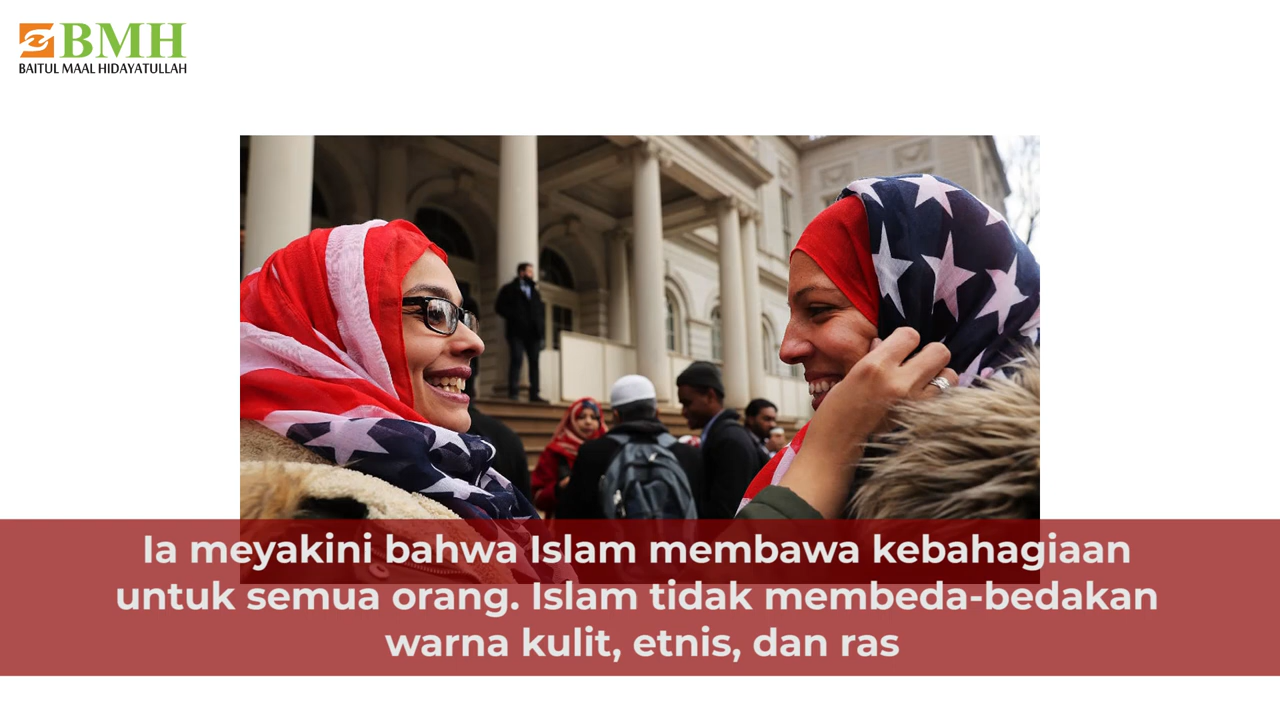 BMH
BAITUL MAAL HIDAYATULLAH
Ia meyakini bahwa Islam membawa kebahagiaan
untuk semua orang. Islam tidak membeda-bedakan
warna kulit, etnis, dan ras